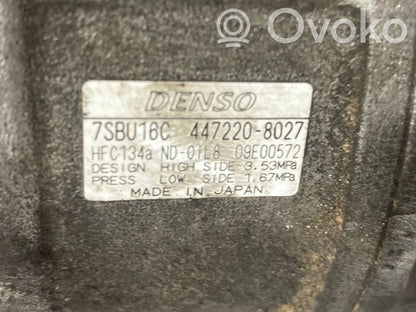 Ovoko
DENSO
7SBU16C 447220-8027
HFC134a ND-OIL8 09E00572
DESIGN HIGH SIDE 3.53MPa
PRESS LOW SIDE 1.67MPa
MADE IN JAPAN